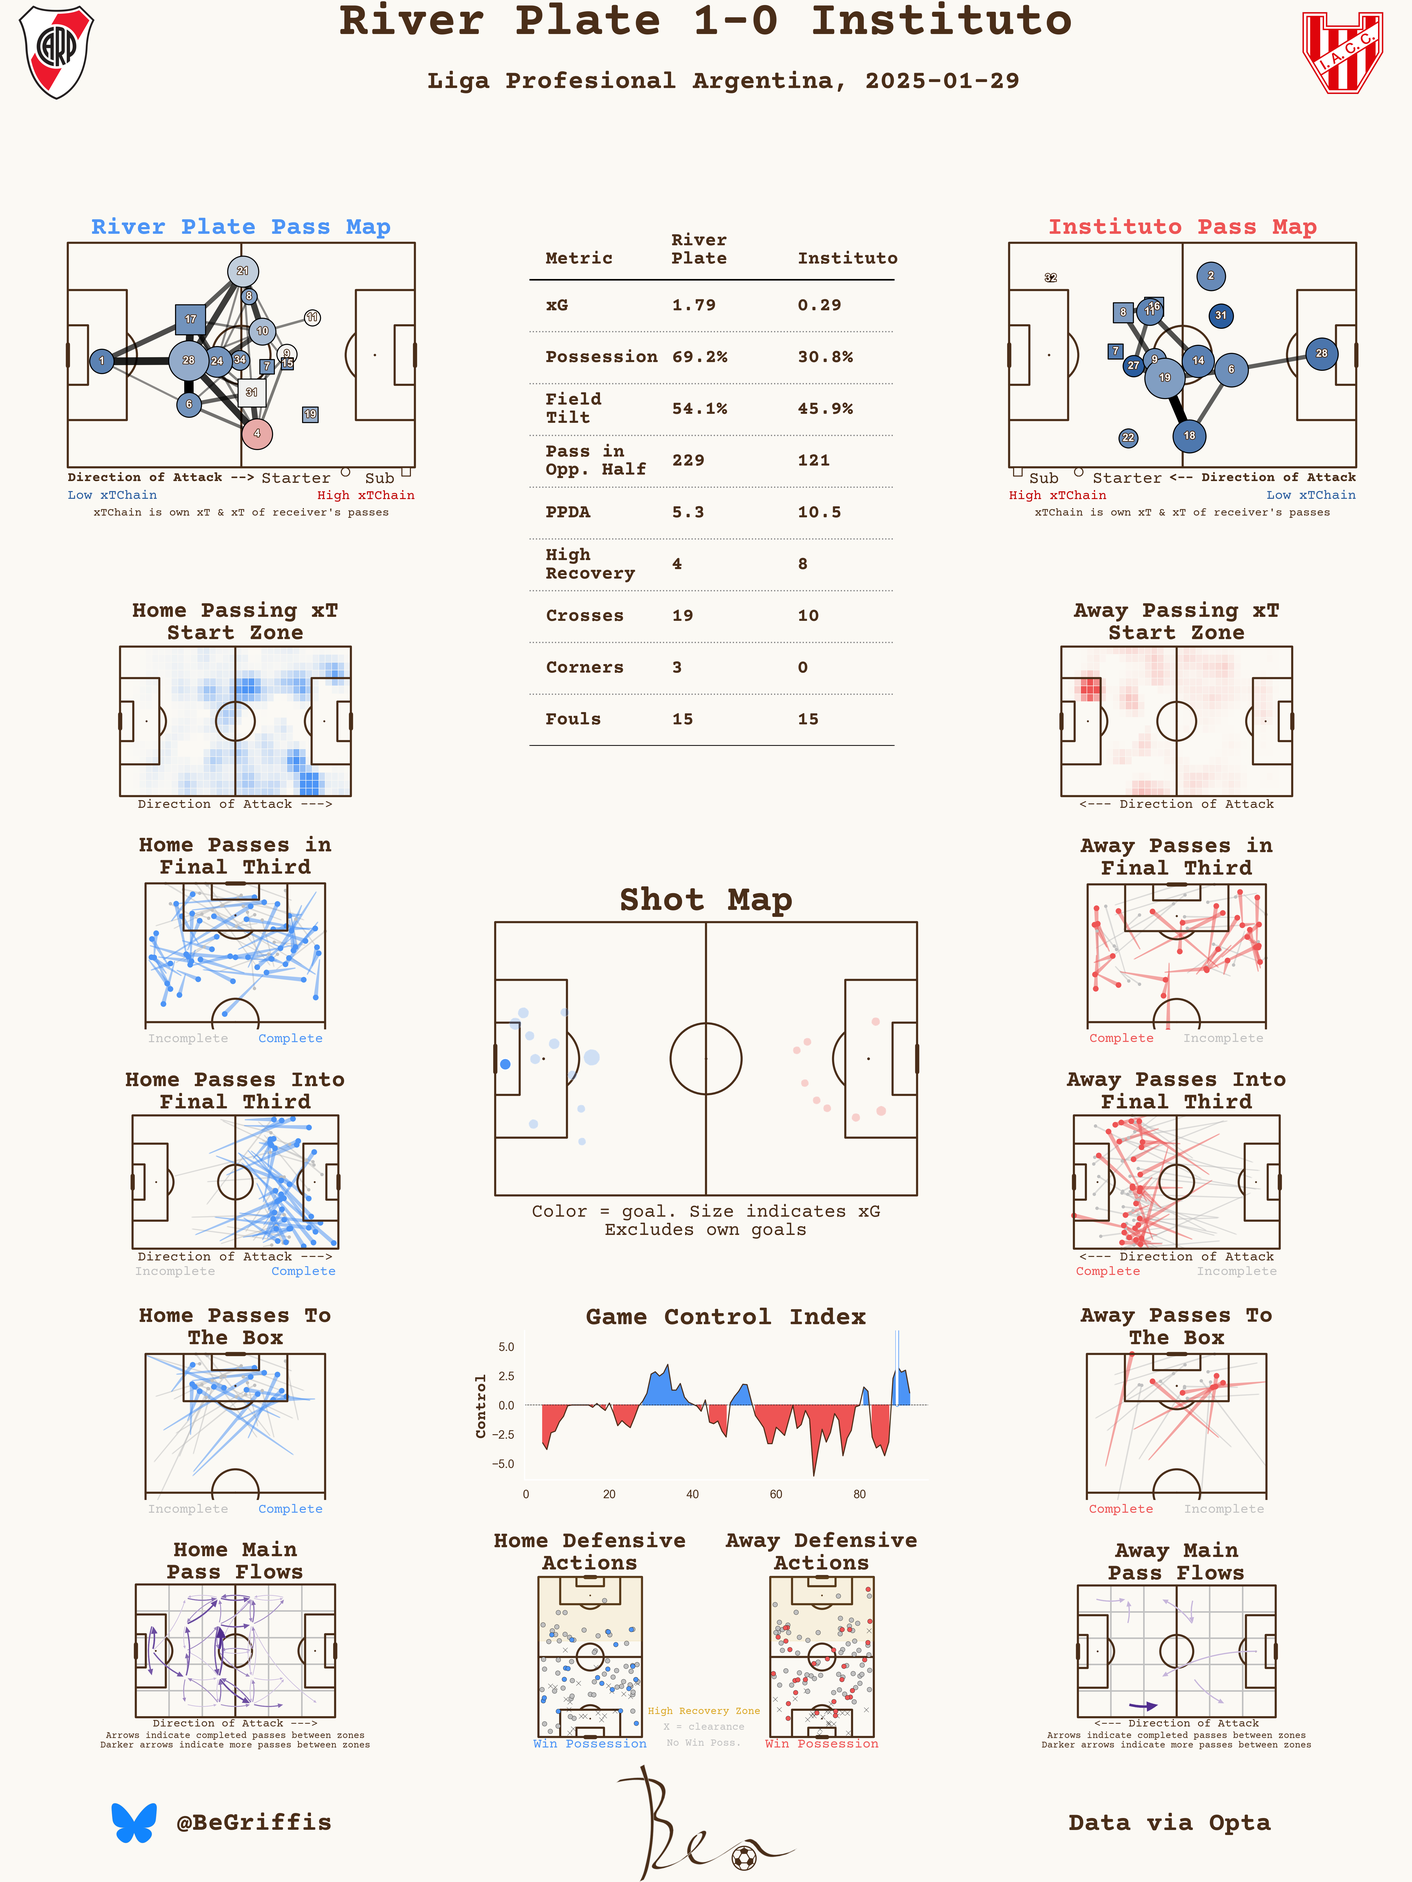 River Plate 1-0 Instituto
Liga Profesional Argentina, 2025-01-29
CARP
I. A. C. C.
River Plate Pass Map
21
8
17
10
11
1
28
24
34
9
7
15
31
6
19
4
Direction of Attack --> Starter Sub
Low xTChain High xTChain
xTChain is own xT & xT of receiver's passes
Metric River Plate Instituto
xG 1.79 0.29
Possession 69.2% 30.8%
Field Tilt 54.1% 45.9%
Pass in Opp. Half 229 121
PPDA 5.3 10.5
High Recovery 4 8
Crosses 19 10
Corners 3 0
Fouls 15 15
Instituto Pass Map
32
2
8
16
11
31
7
27
9
14
28
19
6
22
18
Sub Starter <-- Direction of Attack
High xTChain Low xTChain
xTChain is own xT & xT of receiver's passes
Home Passing xT
Start Zone
Direction of Attack --->
Away Passing xT
Start Zone
<--- Direction of Attack
Home Passes in
Final Third
Incomplete Complete
Shot Map
Color = goal. Size indicates xG
Excludes own goals
Away Passes in
Final Third
Complete Incomplete
Home Passes Into
Final Third
Direction of Attack --->
Incomplete Complete
Away Passes Into
Final Third
<--- Direction of Attack
Complete Incomplete
Home Passes To
The Box
Incomplete Complete
Game Control Index
Control
5.0
2.5
0.0
−2.5
−5.0
0 20 40 60 80
Away Passes To
The Box
Complete Incomplete
Home Main
Pass Flows
Direction of Attack --->
Arrows indicate completed passes between zones
Darker arrows indicate more passes between zones
Home Defensive
Actions
Win Possession
High Recovery Zone
X = clearance
No Win Poss.
Away Defensive
Actions
Win Possession
Away Main
Pass Flows
<--- Direction of Attack
Arrows indicate completed passes between zones
Darker arrows indicate more passes between zones
@BeGriffis
Ben
Data via Opta